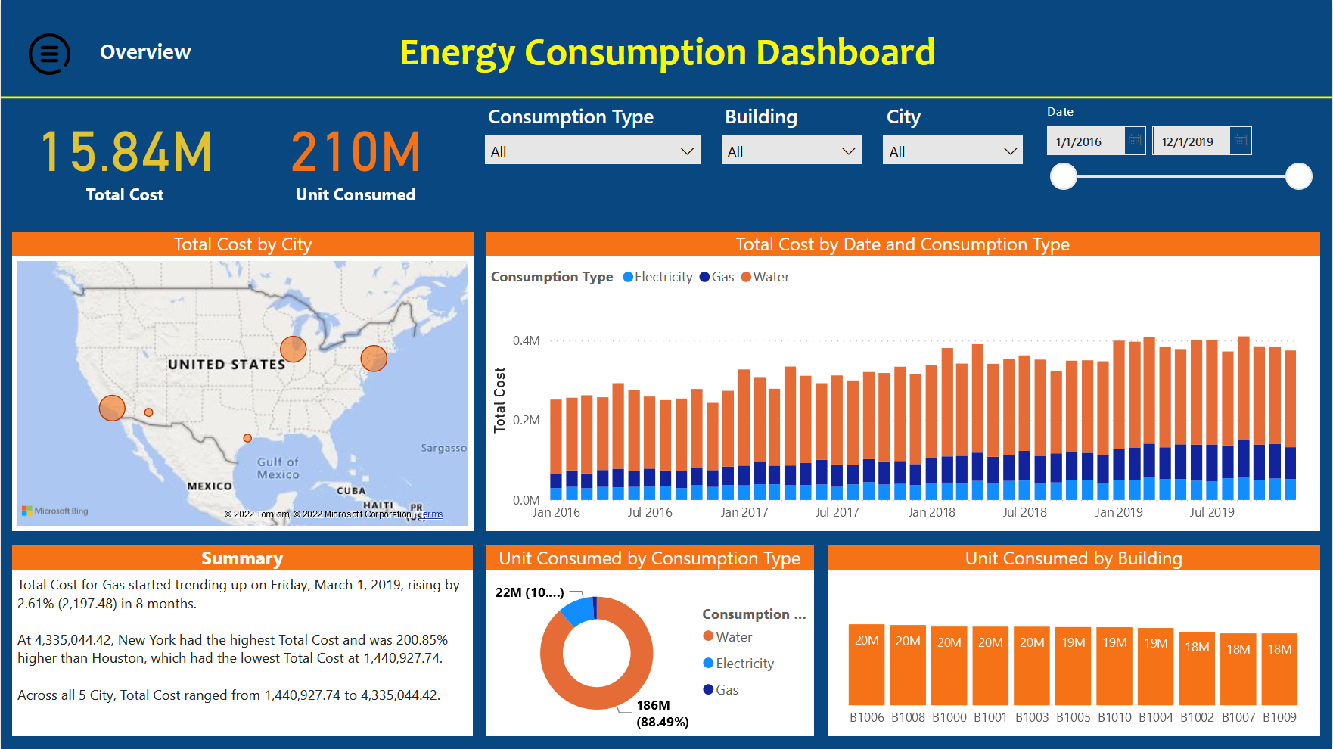 Overview
Energy Consumption Dashboard
15.84M
Total Cost
210M
Unit Consumed
Consumption Type
All
Building
All
City
All
Date
1/1/2016
12/1/2019
Total Cost by City
UNITED STATES
MEXICO
Gulf of
Mexico
CUBA
HAITI
PR
(US)
Sargasso
Microsoft Bing
© 2022 TomTom, © 2022 Microsoft Corporation Terms
Total Cost by Date and Consumption Type
Consumption Type Electricity Gas Water
Total Cost
0.4M
0.2M
0.0M
Jan 2016 Jul 2016 Jan 2017 Jul 2017 Jan 2018 Jul 2018 Jan 2019 Jul 2019
Summary
Total Cost for Gas started trending up on Friday, March 1, 2019, rising by
2.61% (2,197.48) in 8 months.
At 4,335,044.42, New York had the highest Total Cost and was 200.85%
higher than Houston, which had the lowest Total Cost at 1,440,927.74.
Across all 5 City, Total Cost ranged from 1,440,927.74 to 4,335,044.42.
Unit Consumed by Consumption Type
22M (10....)
186M
(88.49%)
Consumption ...
Water
Electricity
Gas
Unit Consumed by Building
20M 20M 20M 20M 20M 19M 19M 19M 18M 18M 18M
B1006 B1008 B1000 B1001 B1003 B1005 B1010 B1004 B1002 B1007 B1009